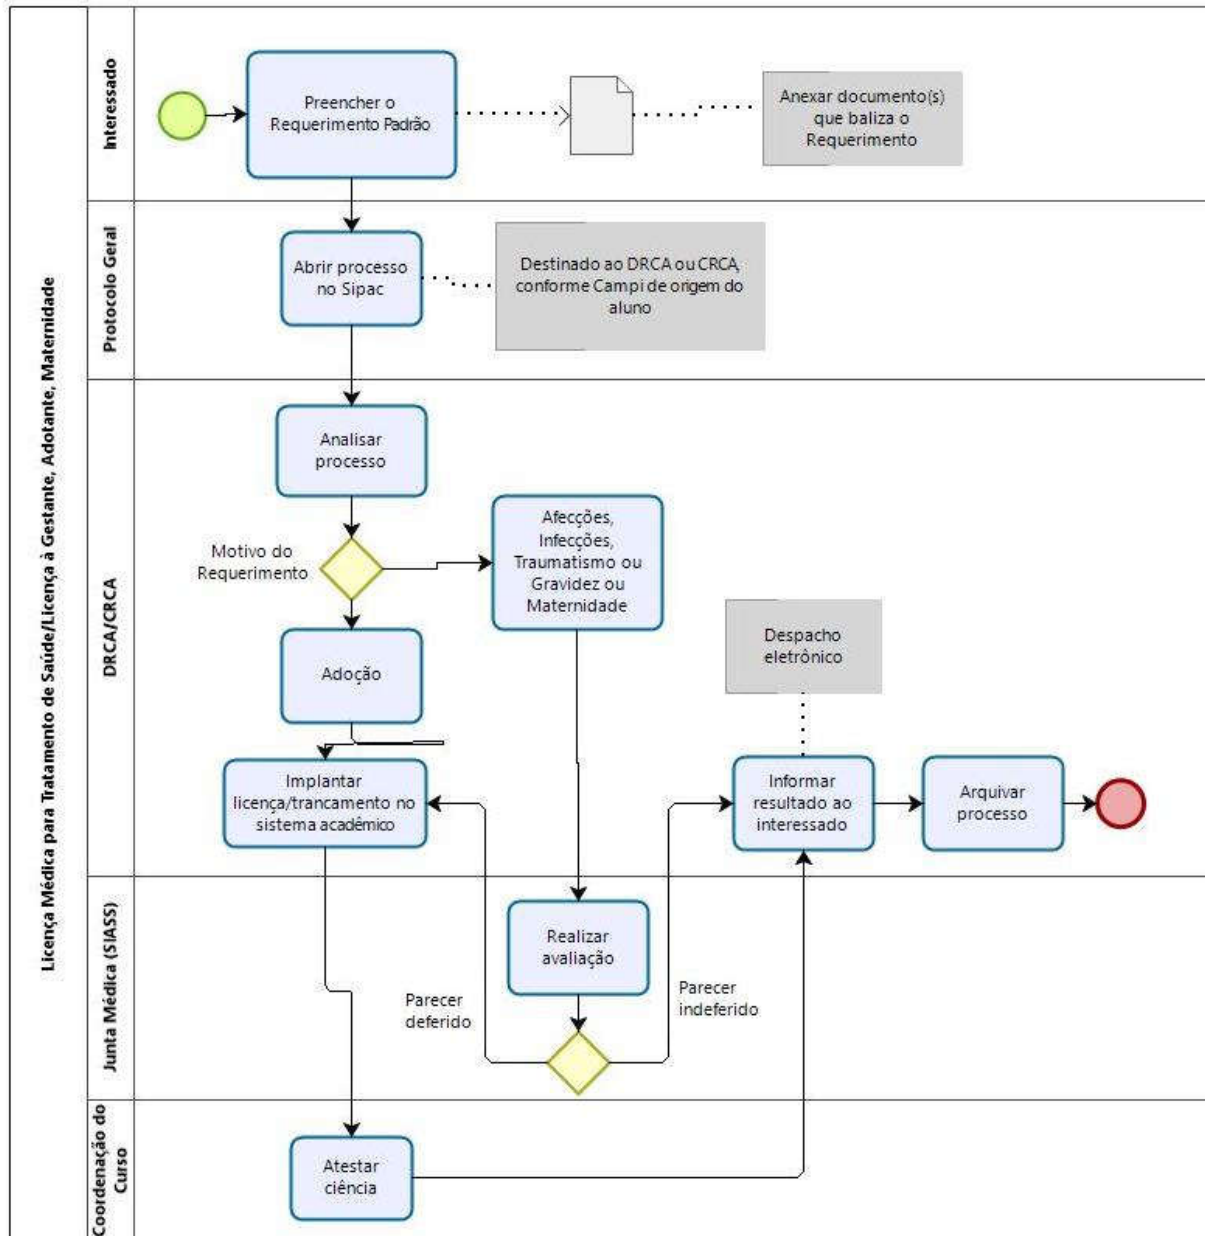 Licença Médica para Tratamento de Saúde/Licença à Gestante, Adotante, Maternidade
Interessado
Preencher o
Requerimento Padrão
Anexar documento(s)
que baliza o
Requerimento
Protocolo Geral
Abrir processo
no Sipac
Destinado ao DRCA ou CRCA,
conforme Campi de origem do
aluno
DRCA/CRCA
Analisar
processo
Motivo do
Requerimento
Afecções,
Infecções,
Traumatismo ou
Gravidez ou
Maternidade
Adoção
Despacho
eletrônico
Implantar
licença/trancamento no
sistema acadêmico
Informar
resultado ao
interessado
Arquivar
processo
Junta Médica (SIASS)
Realizar
avaliação
Parecer
deferido
Parecer
indeferido
Coordenação do
Curso
Atestar
ciência